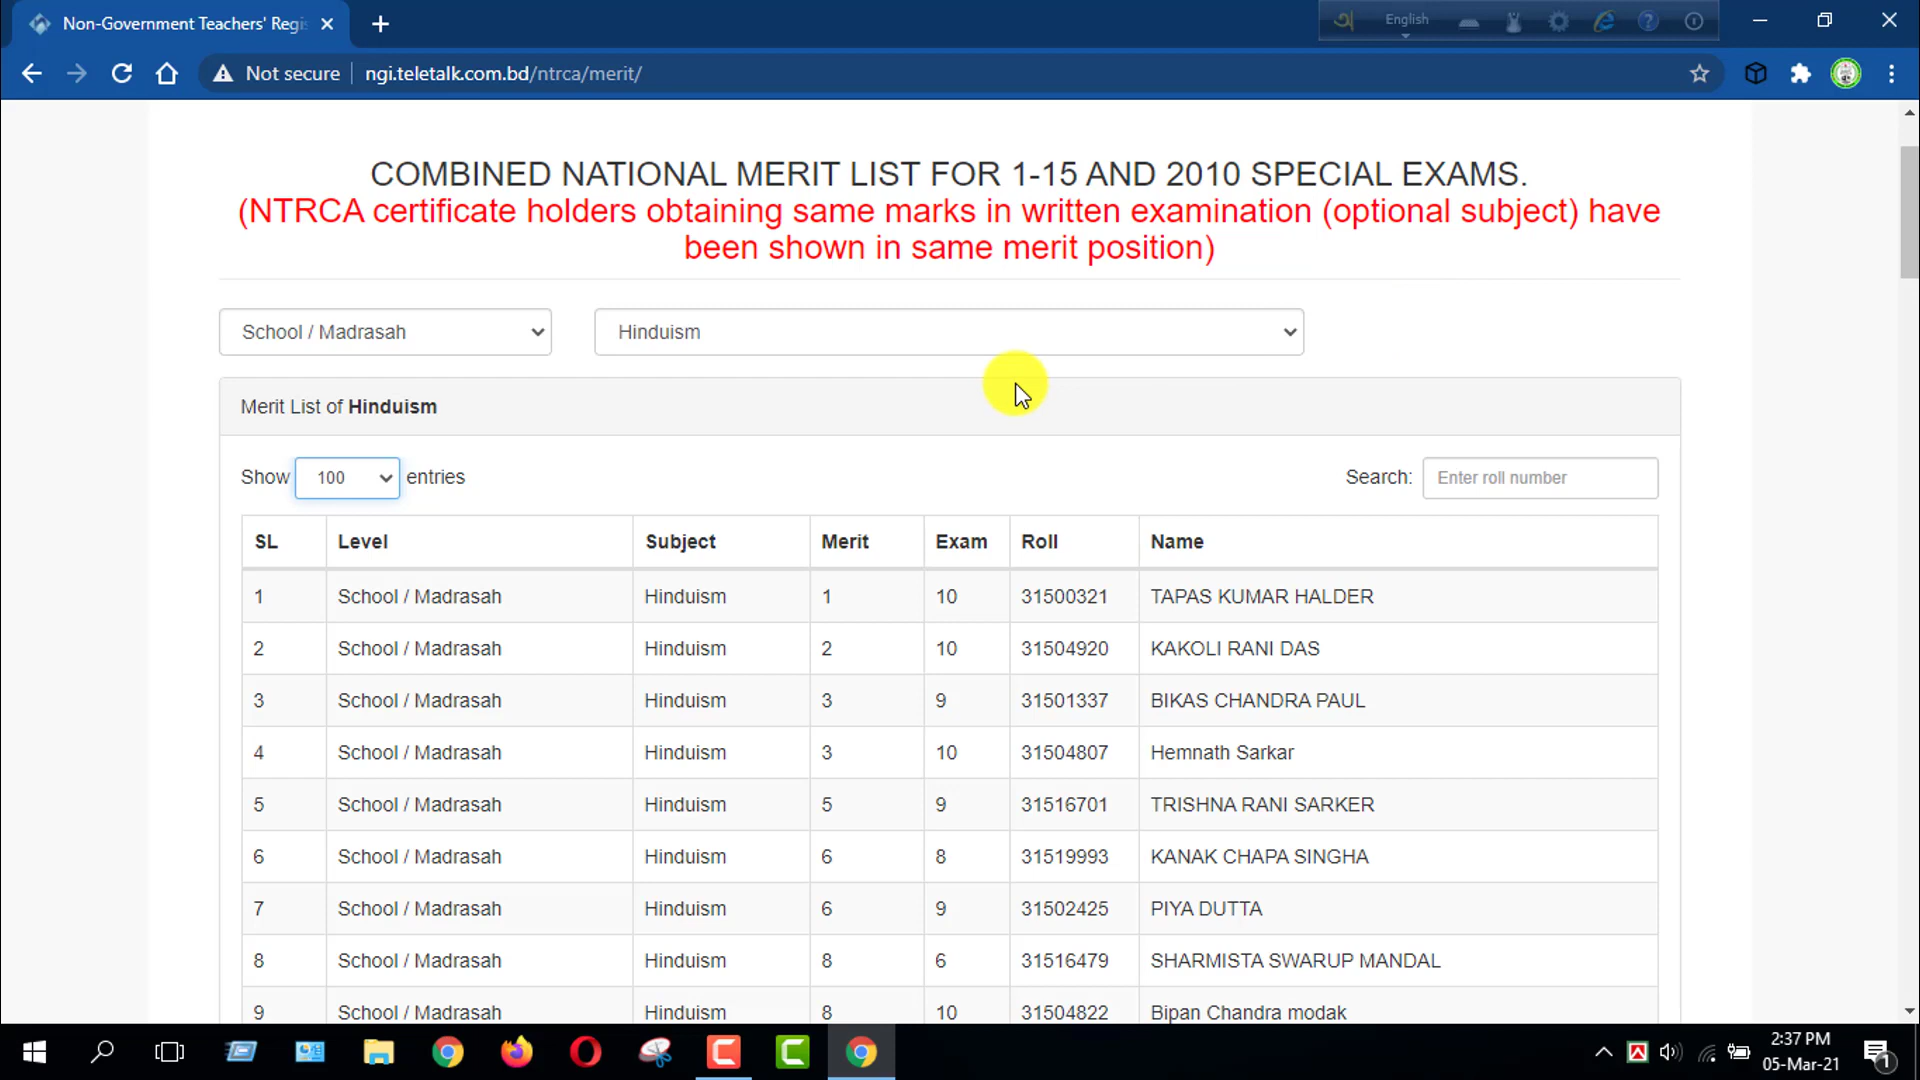 Non-Government Teachers' Regi
English
Not secure
ngi.teletalk.com.bd/ntrca/merit/
COMBINED NATIONAL MERIT LIST FOR 1-15 AND 2010 SPECIAL EXAMS.
(NTRCA certificate holders obtaining same marks in written examination (optional subject) have
been shown in same merit position)
School / Madrasah Hinduism
Merit List of Hinduism
Show 100 entries Search: Enter roll number
SL Level Subject Merit Exam Roll Name
1 School / Madrasah Hinduism 1 10 31500321 TAPAS KUMAR HALDER
2 School / Madrasah Hinduism 2 10 31504920 KAKOLI RANI DAS
3 School / Madrasah Hinduism 3 9 31501337 BIKAS CHANDRA PAUL
4 School / Madrasah Hinduism 3 10 31504807 Hemnath Sarkar
5 School / Madrasah Hinduism 5 9 31516701 TRISHNA RANI SARKER
6 School / Madrasah Hinduism 6 8 31519993 KANAK CHAPA SINGHA
7 School / Madrasah Hinduism 6 9 31502425 PIYA DUTTA
8 School / Madrasah Hinduism 8 6 31516479 SHARMISTA SWARUP MANDAL
9 School / Madrasah Hinduism 8 10 31504822 Bipan Chandra modak
2:37 PM
05-Mar-21
1